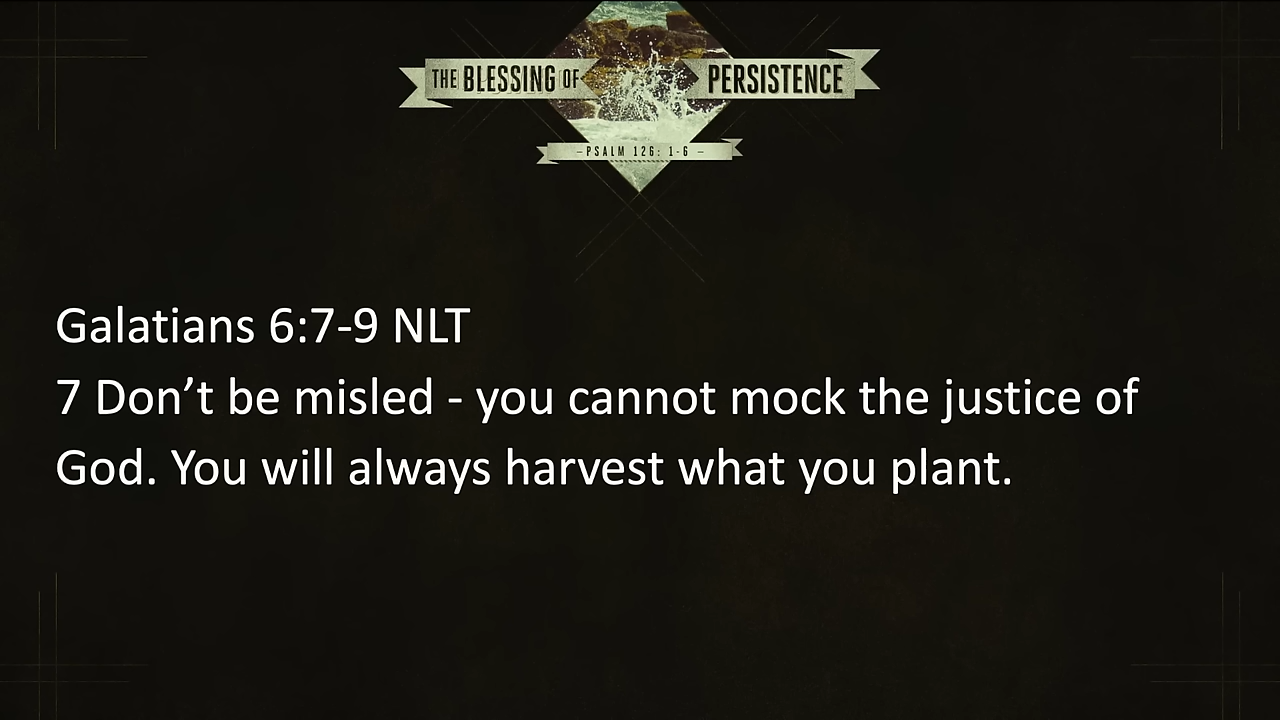 THE BLESSING OF PERSISTENCE
–PSALM 126: 1-6 –
Galatians 6:7-9 NLT
7 Don’t be misled - you cannot mock the justice of
God. You will always harvest what you plant.